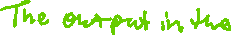 The output in the